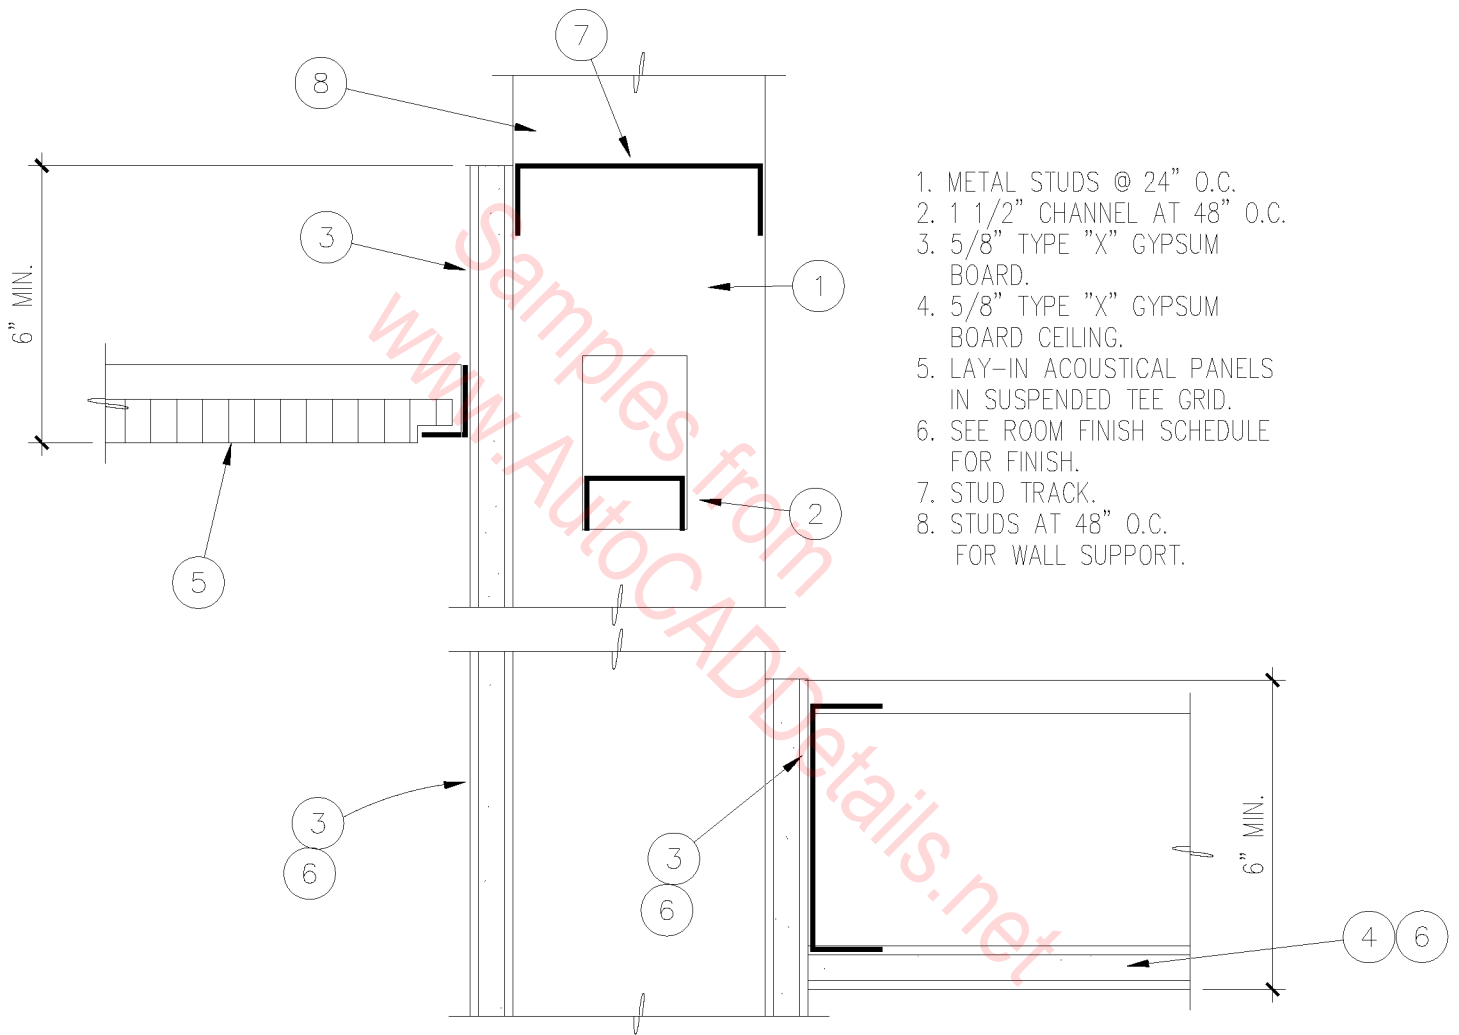 7
8
3
1
6” MIN.
2
5
1. METAL STUDS @ 24” O.C.
2. 1 1/2” CHANNEL AT 48” O.C.
3. 5/8” TYPE ”X” GYPSUM
BOARD.
4. 5/8” TYPE ”X” GYPSUM
BOARD CEILING.
5. LAY-IN ACOUSTICAL PANELS
IN SUSPENDED TEE GRID.
6. SEE ROOM FINISH SCHEDULE
FOR FINISH.
7. STUD TRACK.
8. STUDS AT 48” O.C.
FOR WALL SUPPORT.
Samples from
www.AutoCADDetails.net
3
6
3
6
6” MIN.
4 6